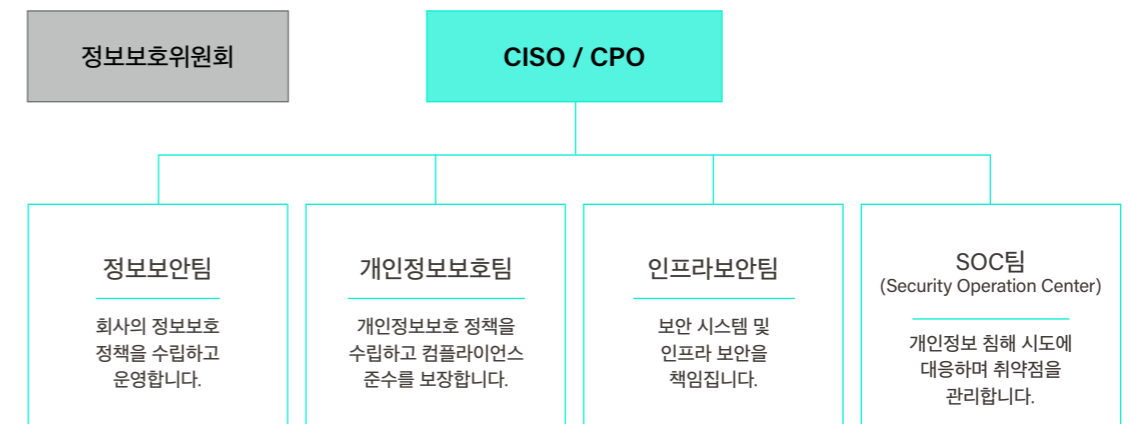 정보보호위원회
CISO / CPO
정보보안팀
회사의 정보보호
정책을 수립하고
운영합니다.
개인정보보호팀
개인정보보호 정책을
수립하고 컴플라이언스
준수를 보장합니다.
인프라보안팀
보안 시스템 및
인프라 보안을
책임집니다.
SOC팀
(Security Operation Center)
개인정보 침해 시도에
대응하며 취약점을
관리합니다.